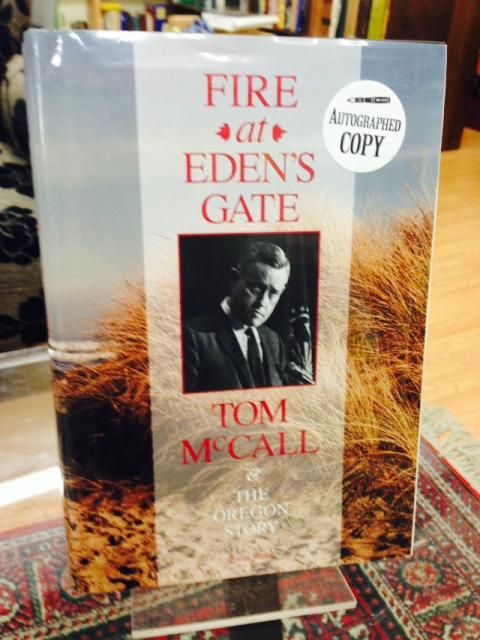 FIRE
at
EDEN'S
GATE
AUTOGRAPHED
COPY
TOM
McCALL
&
THE
OREGON
STORY